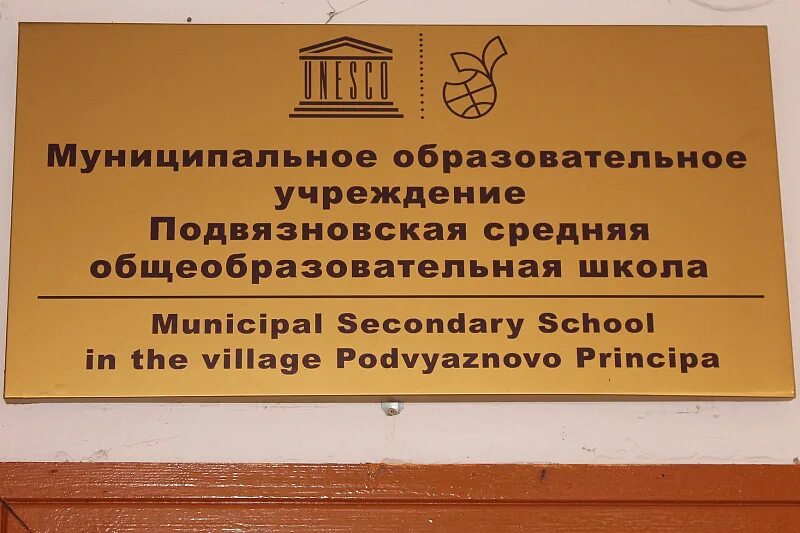 UNESCO
Муниципальное образовательное
учреждение
Подвязновская средняя
общеобразовательная школа
Municipal Secondary School
in the village Podvyaznovo Principa